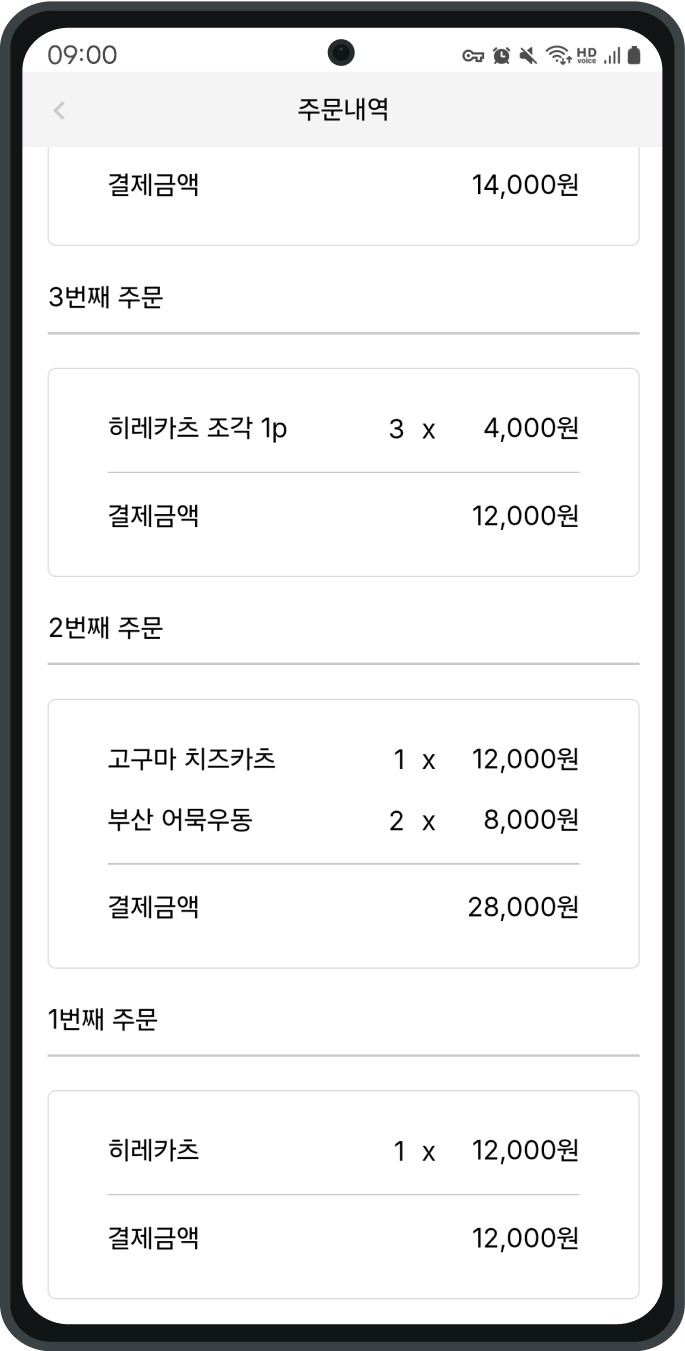 09:00
HD
voice
주문내역
결제금액 14,000원
3번째 주문
히레카츠 조각 1p 3 x 4,000원
결제금액 12,000원
2번째 주문
고구마 치즈카츠 1 x 12,000원
부산 어묵우동 2 x 8,000원
결제금액 28,000원
1번째 주문
히레카츠 1 x 12,000원
결제금액 12,000원